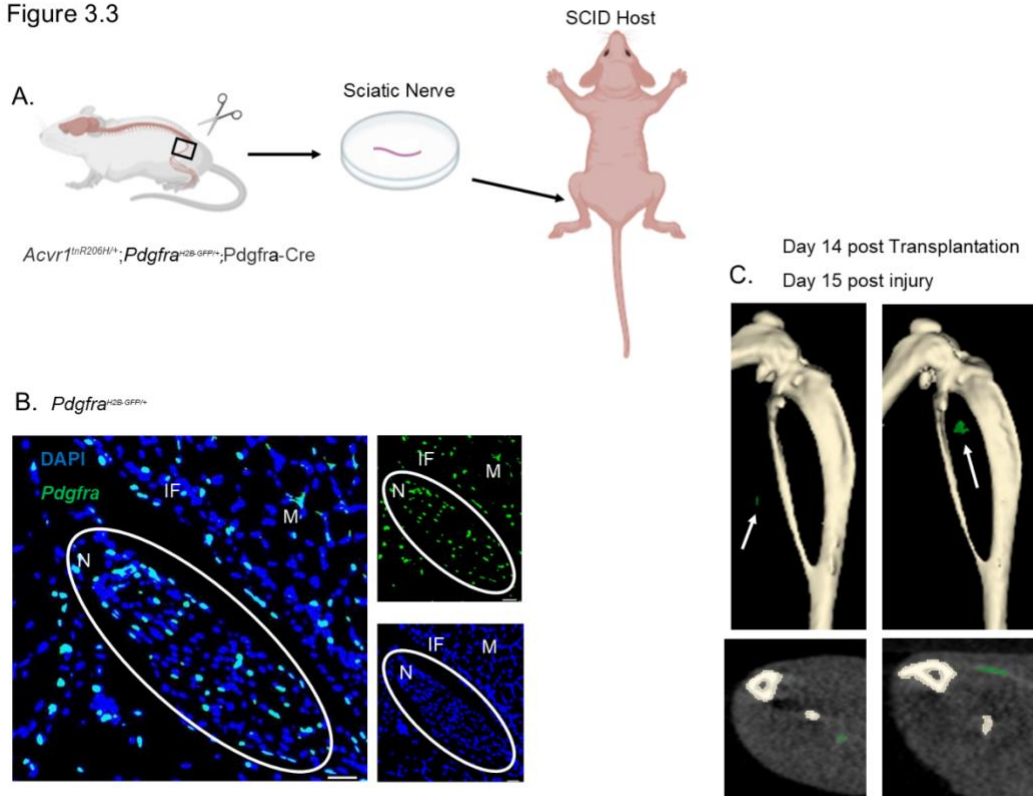 Figure 3.3
SCID Host
A.
Sciatic Nerve
Acvr1tnR206H/+;PdgfraH2B-GFP/+;Pdgfra-Cre
Day 14 post Transplantation
C.
Day 15 post injury
B. PdgfraH2B-GFP/+
DAPI
Pdgfra
IF
M
N
IF
M
N
IF
M
N